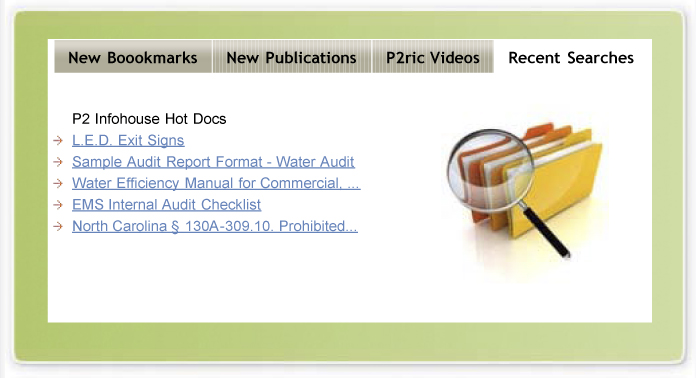 New Boookmarks New Publications P2ric Videos Recent Searches
P2 Infohouse Hot Docs
L.E.D. Exit Signs
Sample Audit Report Format - Water Audit
Water Efficiency Manual for Commercial, ...
EMS Internal Audit Checklist
North Carolina § 130A-309.10. Prohibited...